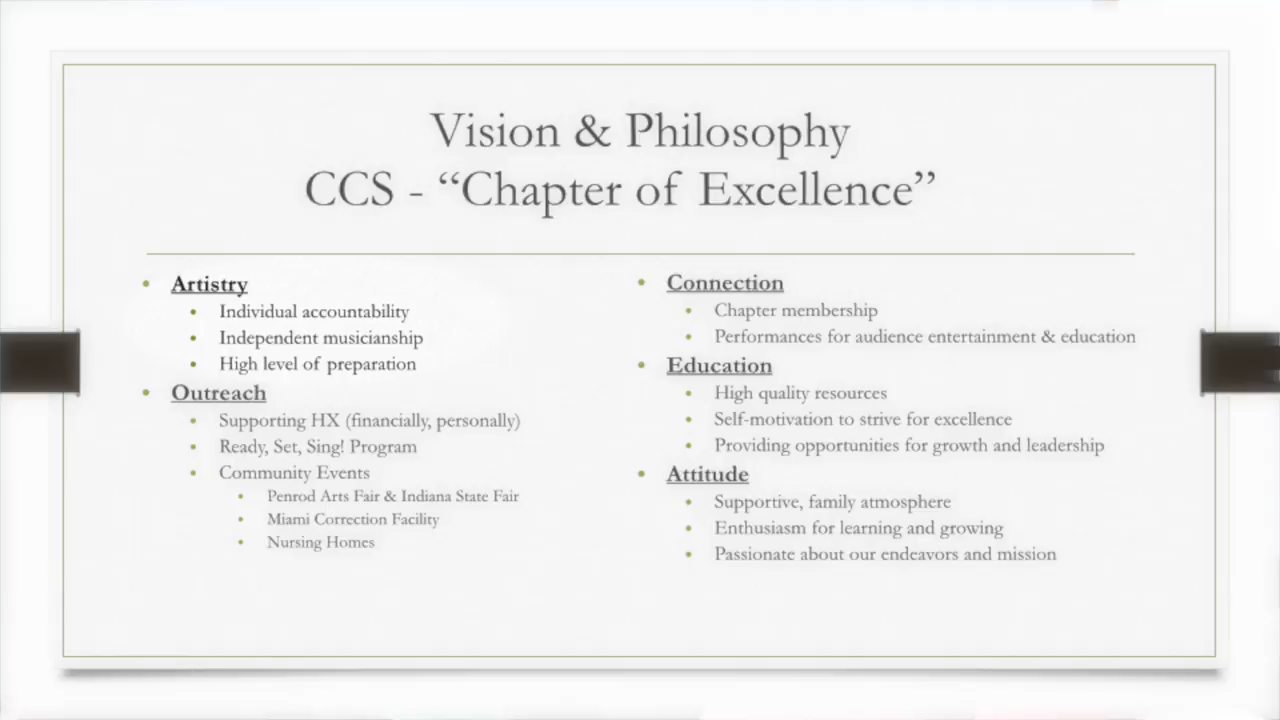 Vision & Philosophy
CCS - “Chapter of Excellence”
• Artistry
• Individual accountability
• Independent musicianship
• High level of preparation
• Outreach
• Supporting HX (financially, personally)
• Ready, Set, Sing! Program
• Community Events
• Penrod Arts Fair & Indiana State Fair
• Miami Correction Facility
• Nursing Homes
• Connection
• Chapter membership
• Performances for audience entertainment & education
• Education
• High quality resources
• Self-motivation to strive for excellence
• Providing opportunities for growth and leadership
• Attitude
• Supportive, family atmosphere
• Enthusiasm for learning and growing
• Passionate about our endeavors and mission